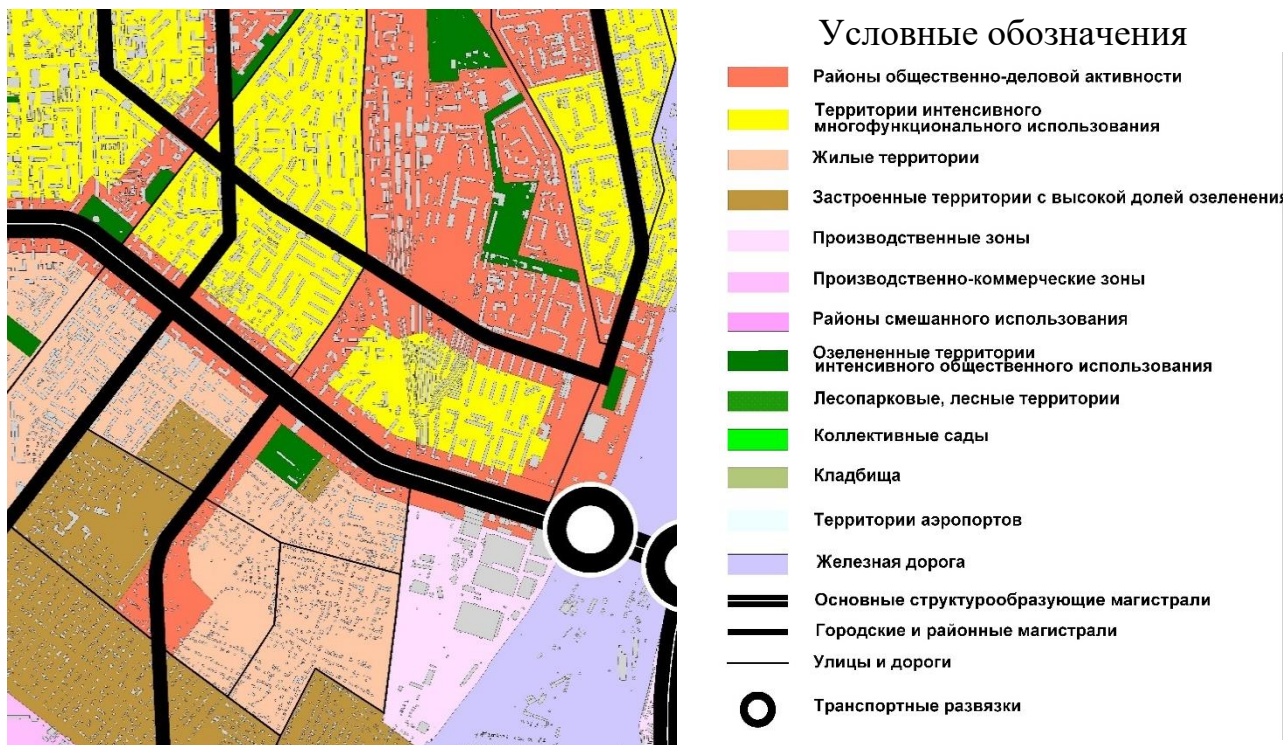 Условные обозначения
Районы общественно-деловой активности
Территории интенсивного
многофункционального использования
Жилые территории
Застроенные территории с высокой долей озеленения
Производственные зоны
Производственно-коммерческие зоны
Районы смешанного использования
Озелененные территории
интенсивного общественного использования
Лесопарковые, лесные территории
Коллективные сады
Кладбища
Территории аэропортов
Железная дорога
Основные структурообразующие магистрали
Городские и районные магистрали
Улицы и дороги
Транспортные развязки